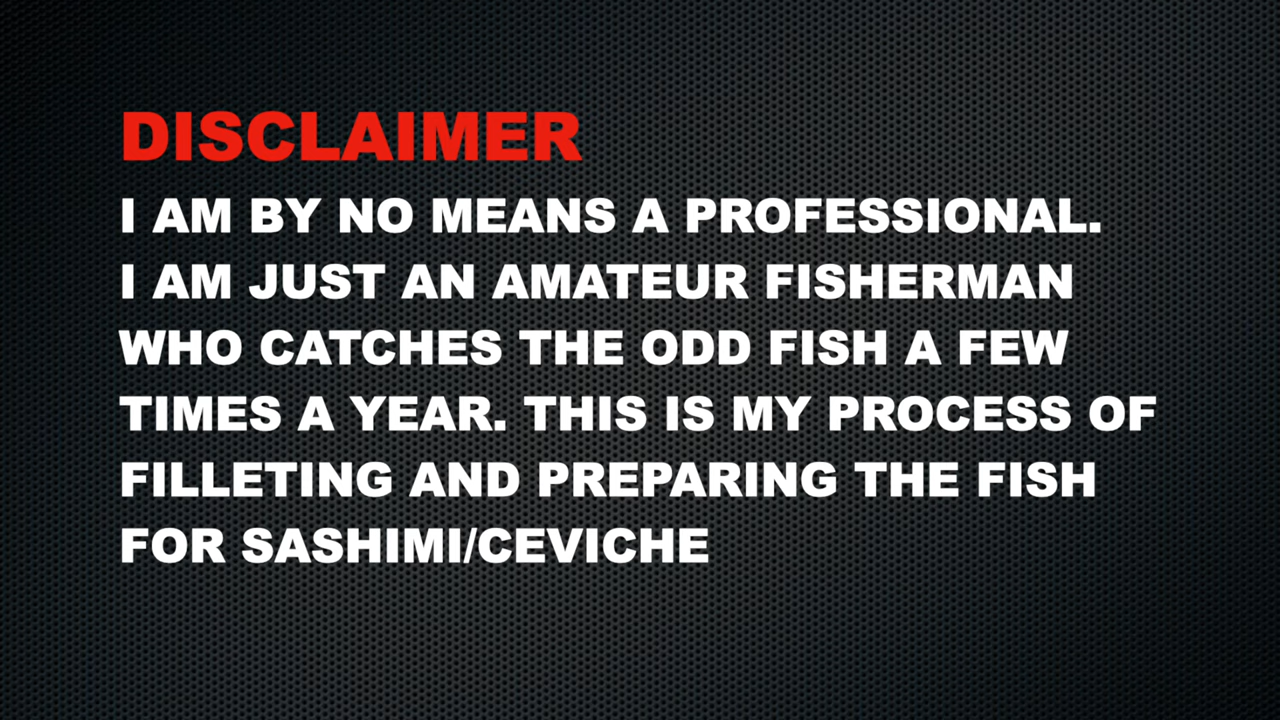 DISCLAIMER
I AM BY NO MEANS A PROFESSIONAL.
I AM JUST AN AMATEUR FISHERMAN
WHO CATCHES THE ODD FISH A FEW
TIMES A YEAR. THIS IS MY PROCESS OF
FILLETING AND PREPARING THE FISH
FOR SASHIMI/CEVICHE